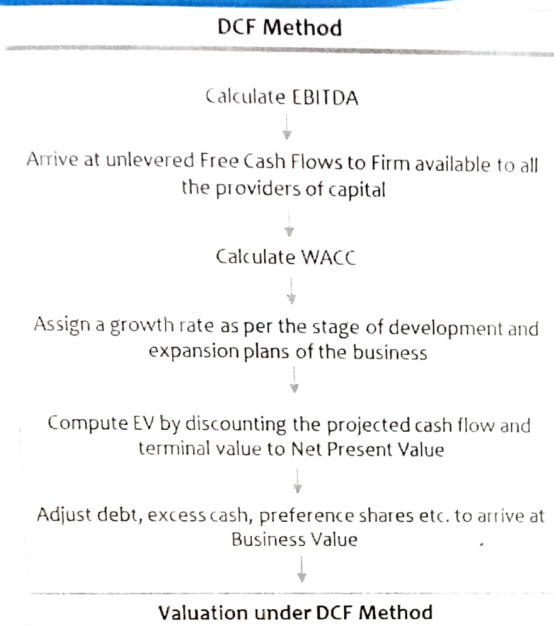 DCF Method
Calculate EBITDA
Arrive at unlevered Free Cash Flows to Firm available to all
the providers of capital
Calculate WACC
Assign a growth rate as per the stage of development and
expansion plans of the business
Compute EV by discounting the projected cash flow and
terminal value to Net Present Value
Adjust debt, excess cash, preference shares etc. to arrive at
Business Value
Valuation under DCF Method